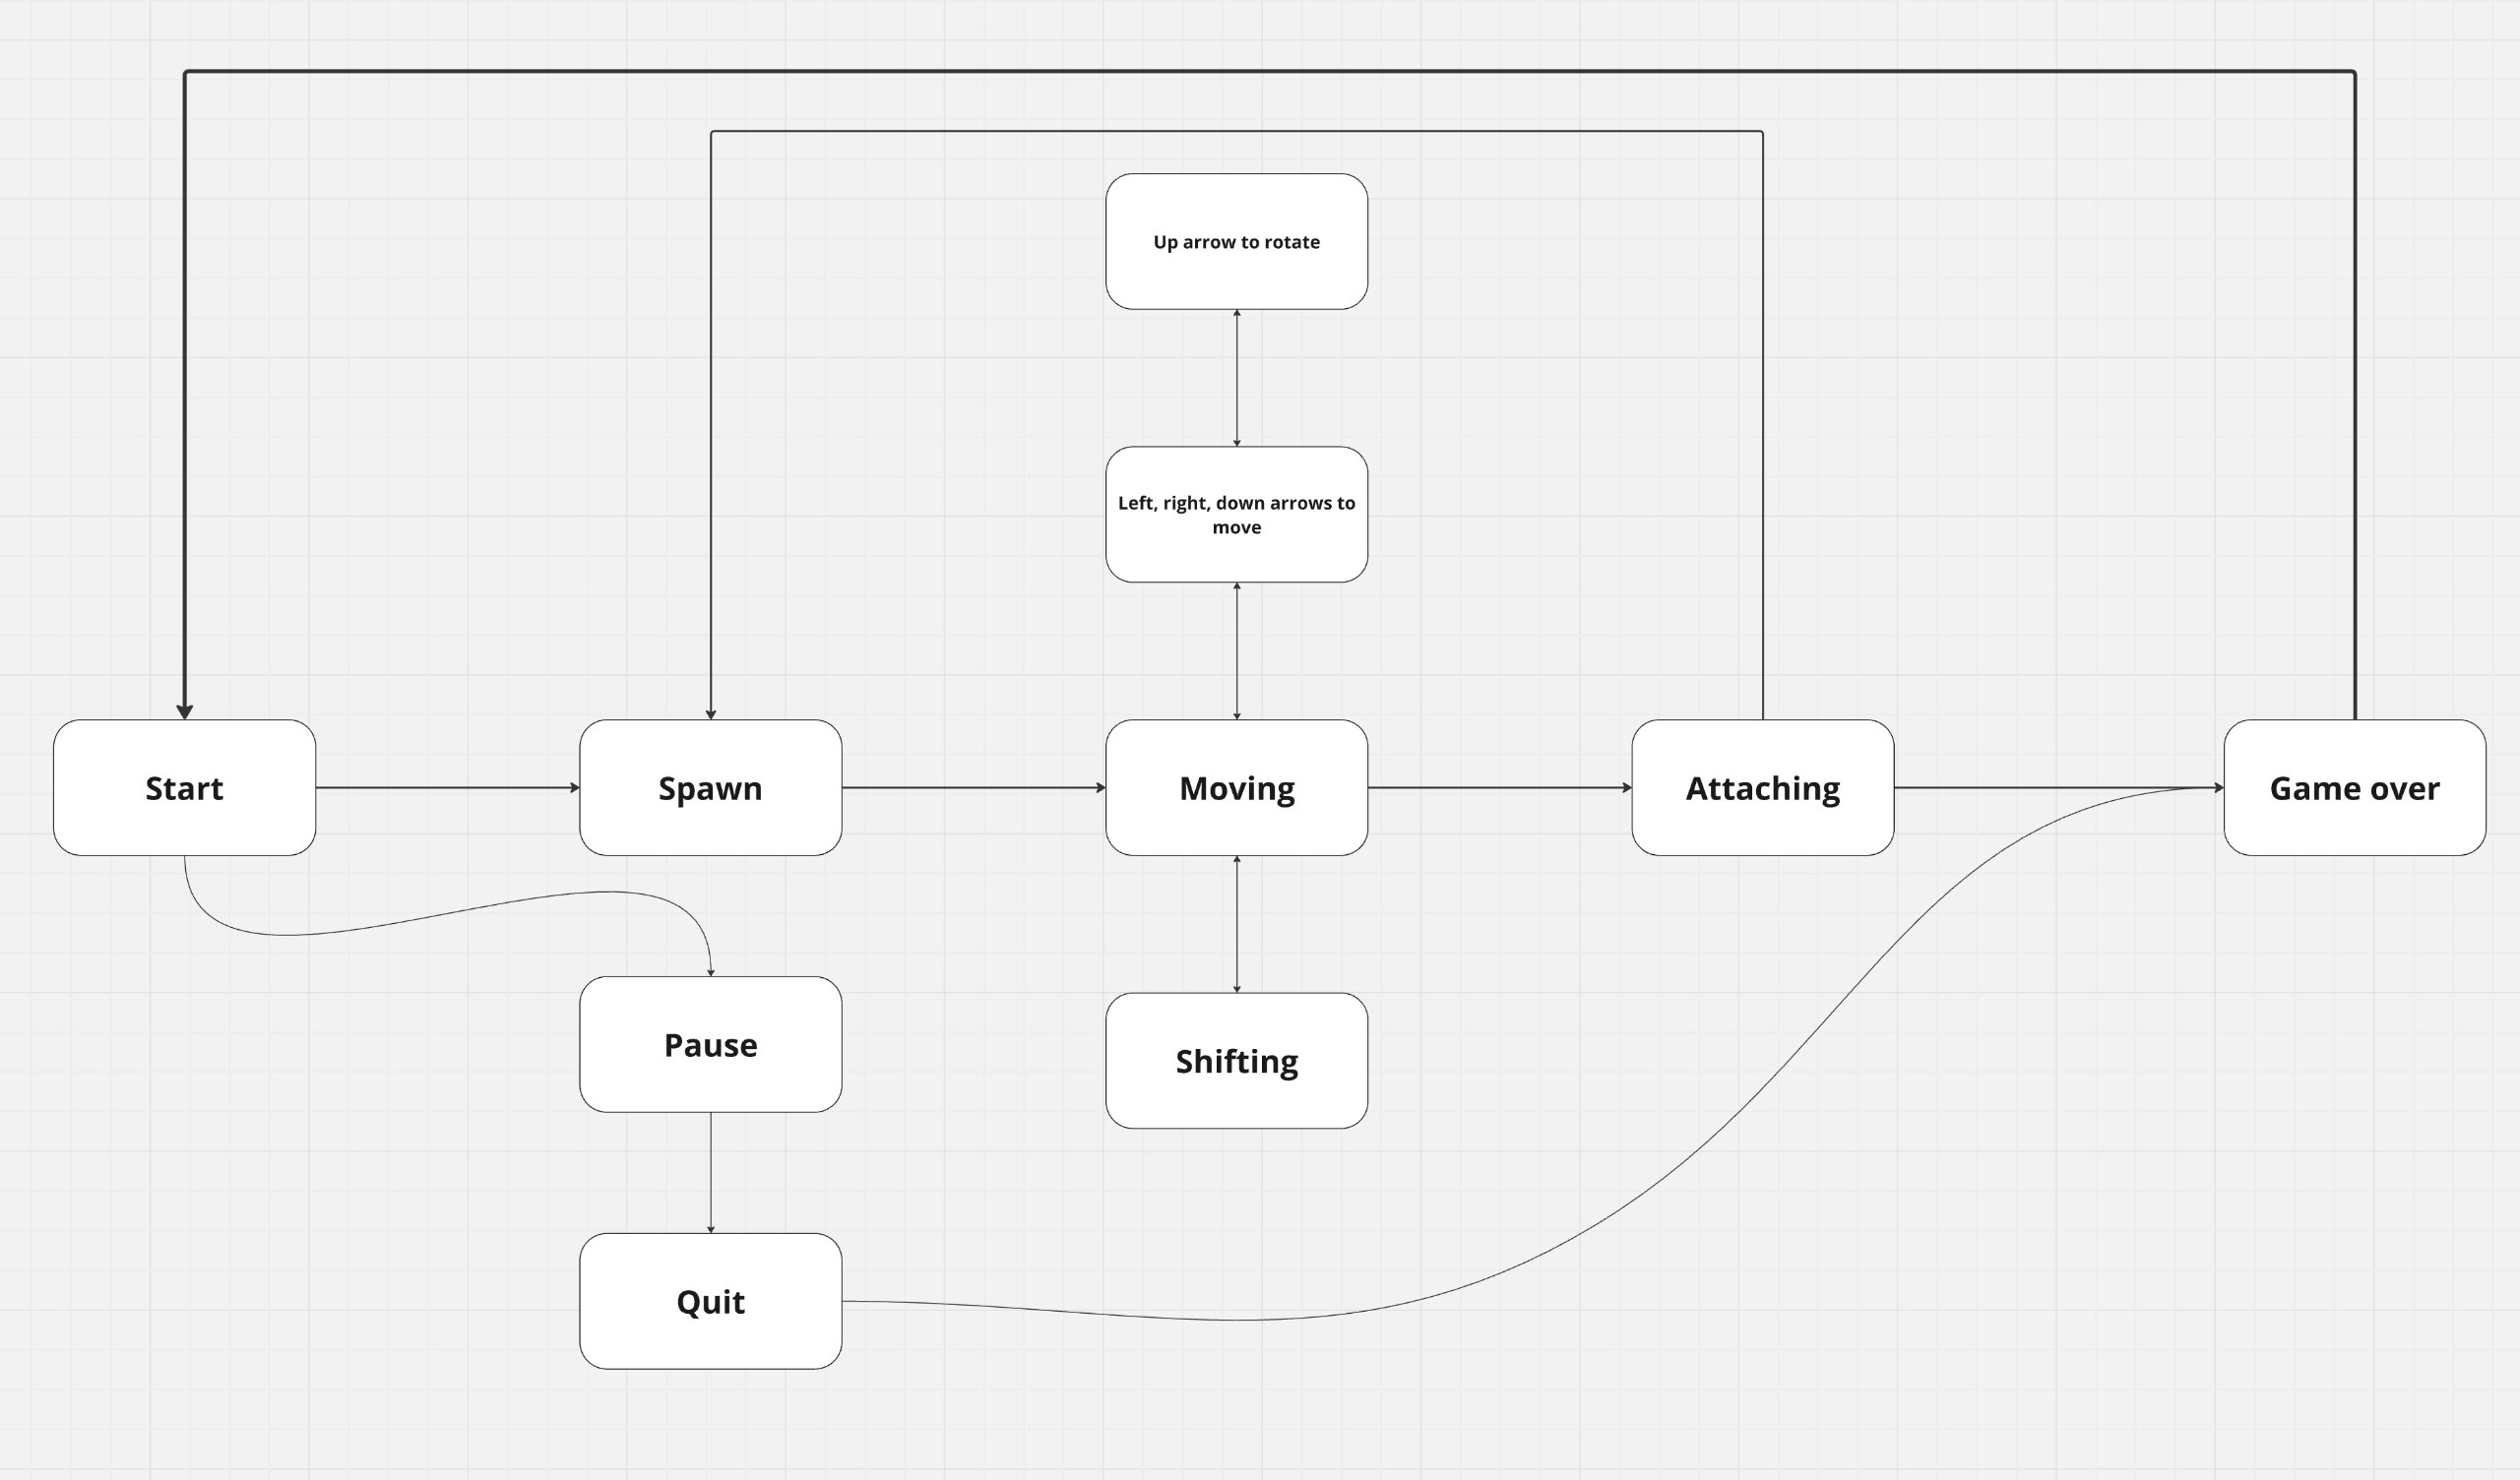 Up arrow to rotate
Left, right, down arrows to
move
Start
Spawn
Moving
Attaching
Game over
Pause
Shifting
Quit